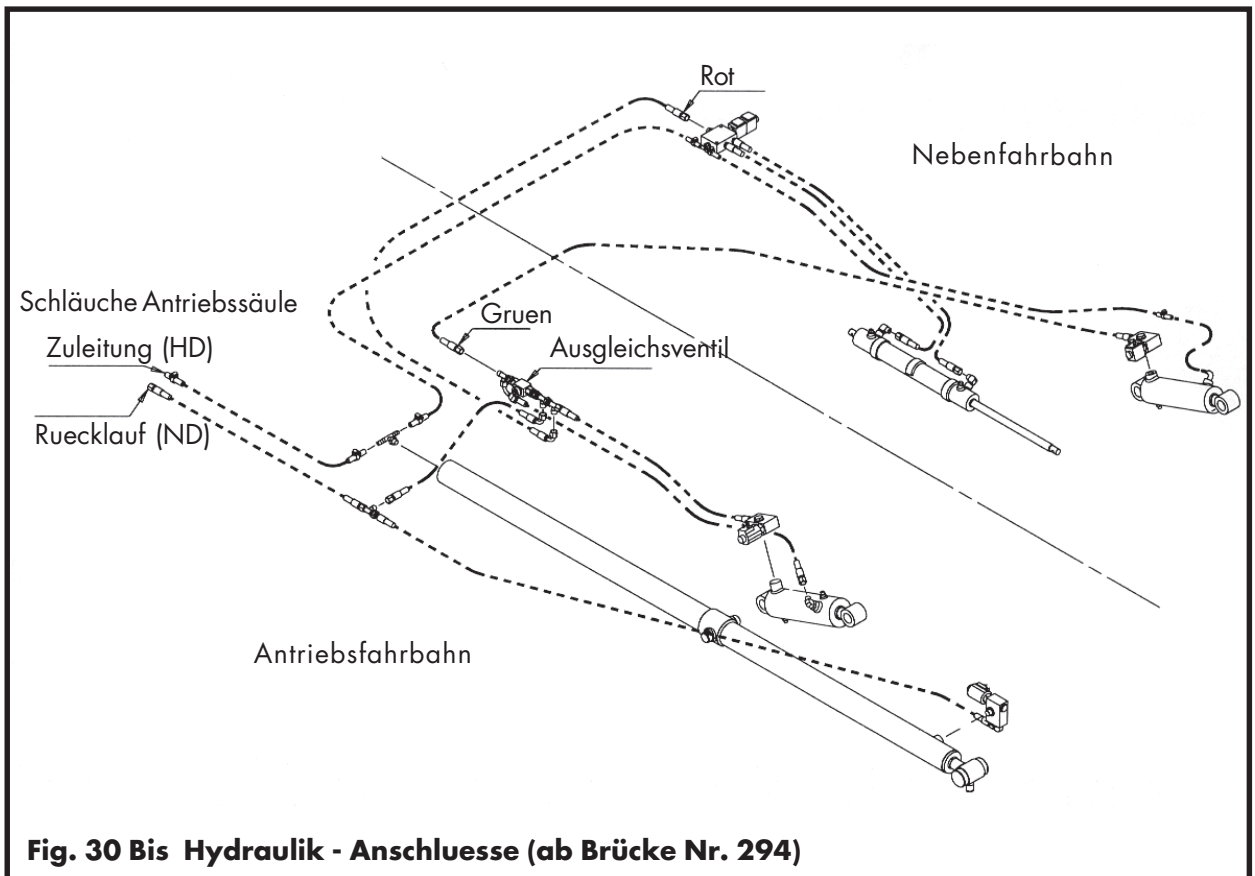 Rot
Nebenfahrbahn
Schläuche Antriebssäule
Gruen
Zuleitung (HD)
Ausgleichsventil
Ruecklauf (ND)
Antriebsfahrbahn
Fig. 30 Bis Hydraulik - Anschluesse (ab Brücke Nr. 294)